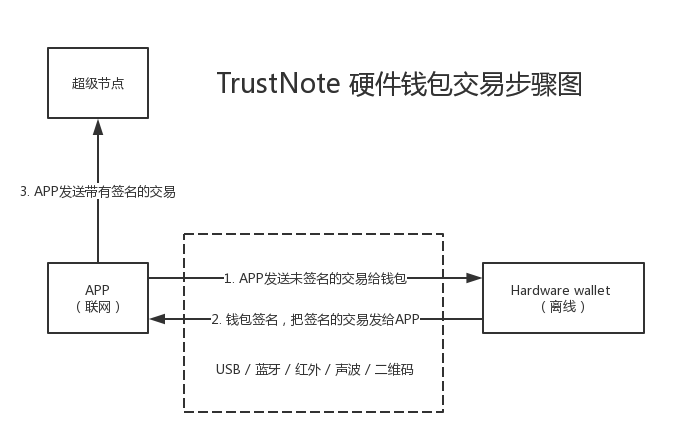 超级节点
TrustNote 硬件钱包交易步骤图
3. APP发送带有签名的交易
1. APP发送未签名的交易给钱包
APP
（联网）
Hardware wallet
（离线）
2. 钱包签名，把签名的交易发给APP
USB / 蓝牙 / 红外 / 声波 / 二维码